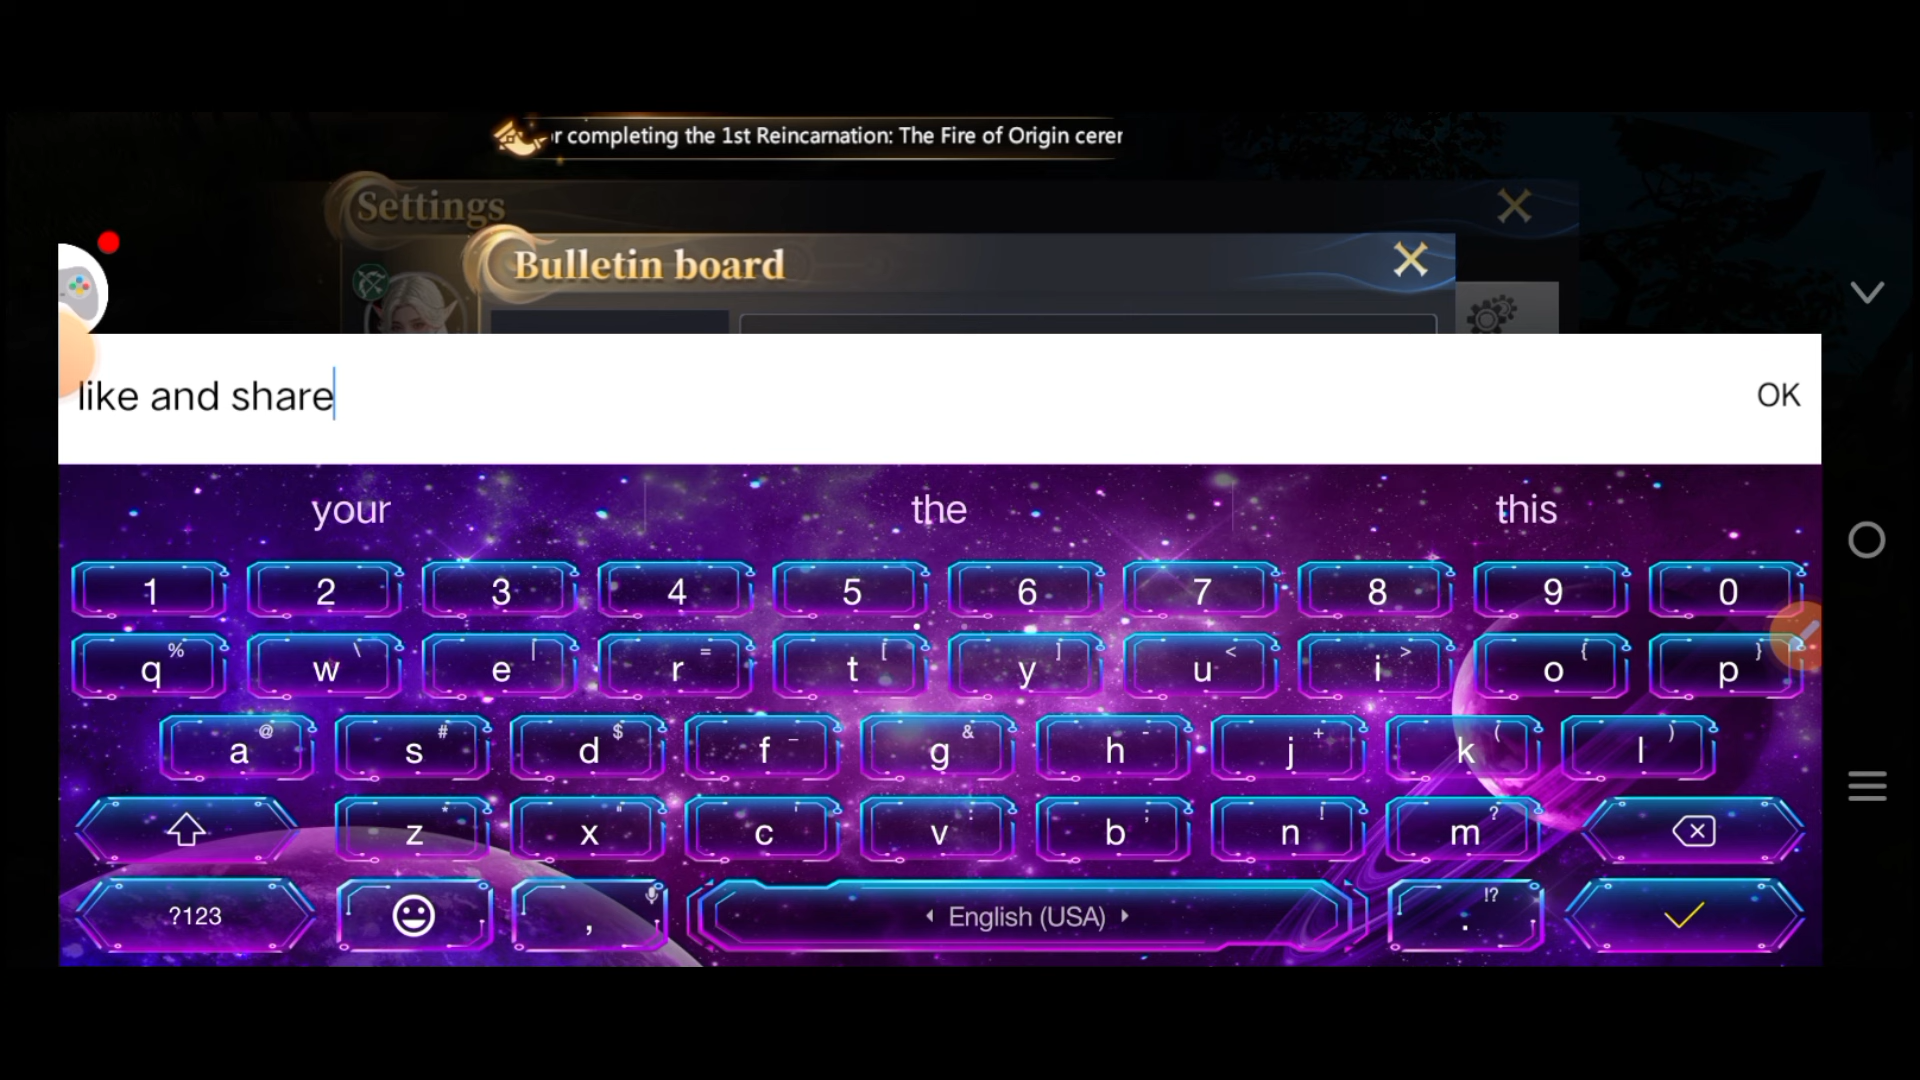 r completing the 1st Reincarnation: The Fire of Origin cerer
Settings
Bulletin board
like and share
OK
your the this
1 2 3 4 5 6 7 8 9 0
q % w \ e | r = t [ y ] u < i > o { p }
a @ s # d $ f _ g & h - j + k ( l )
z * x " c ' v : b ; n ! m ?
?123 , English (USA) . !?